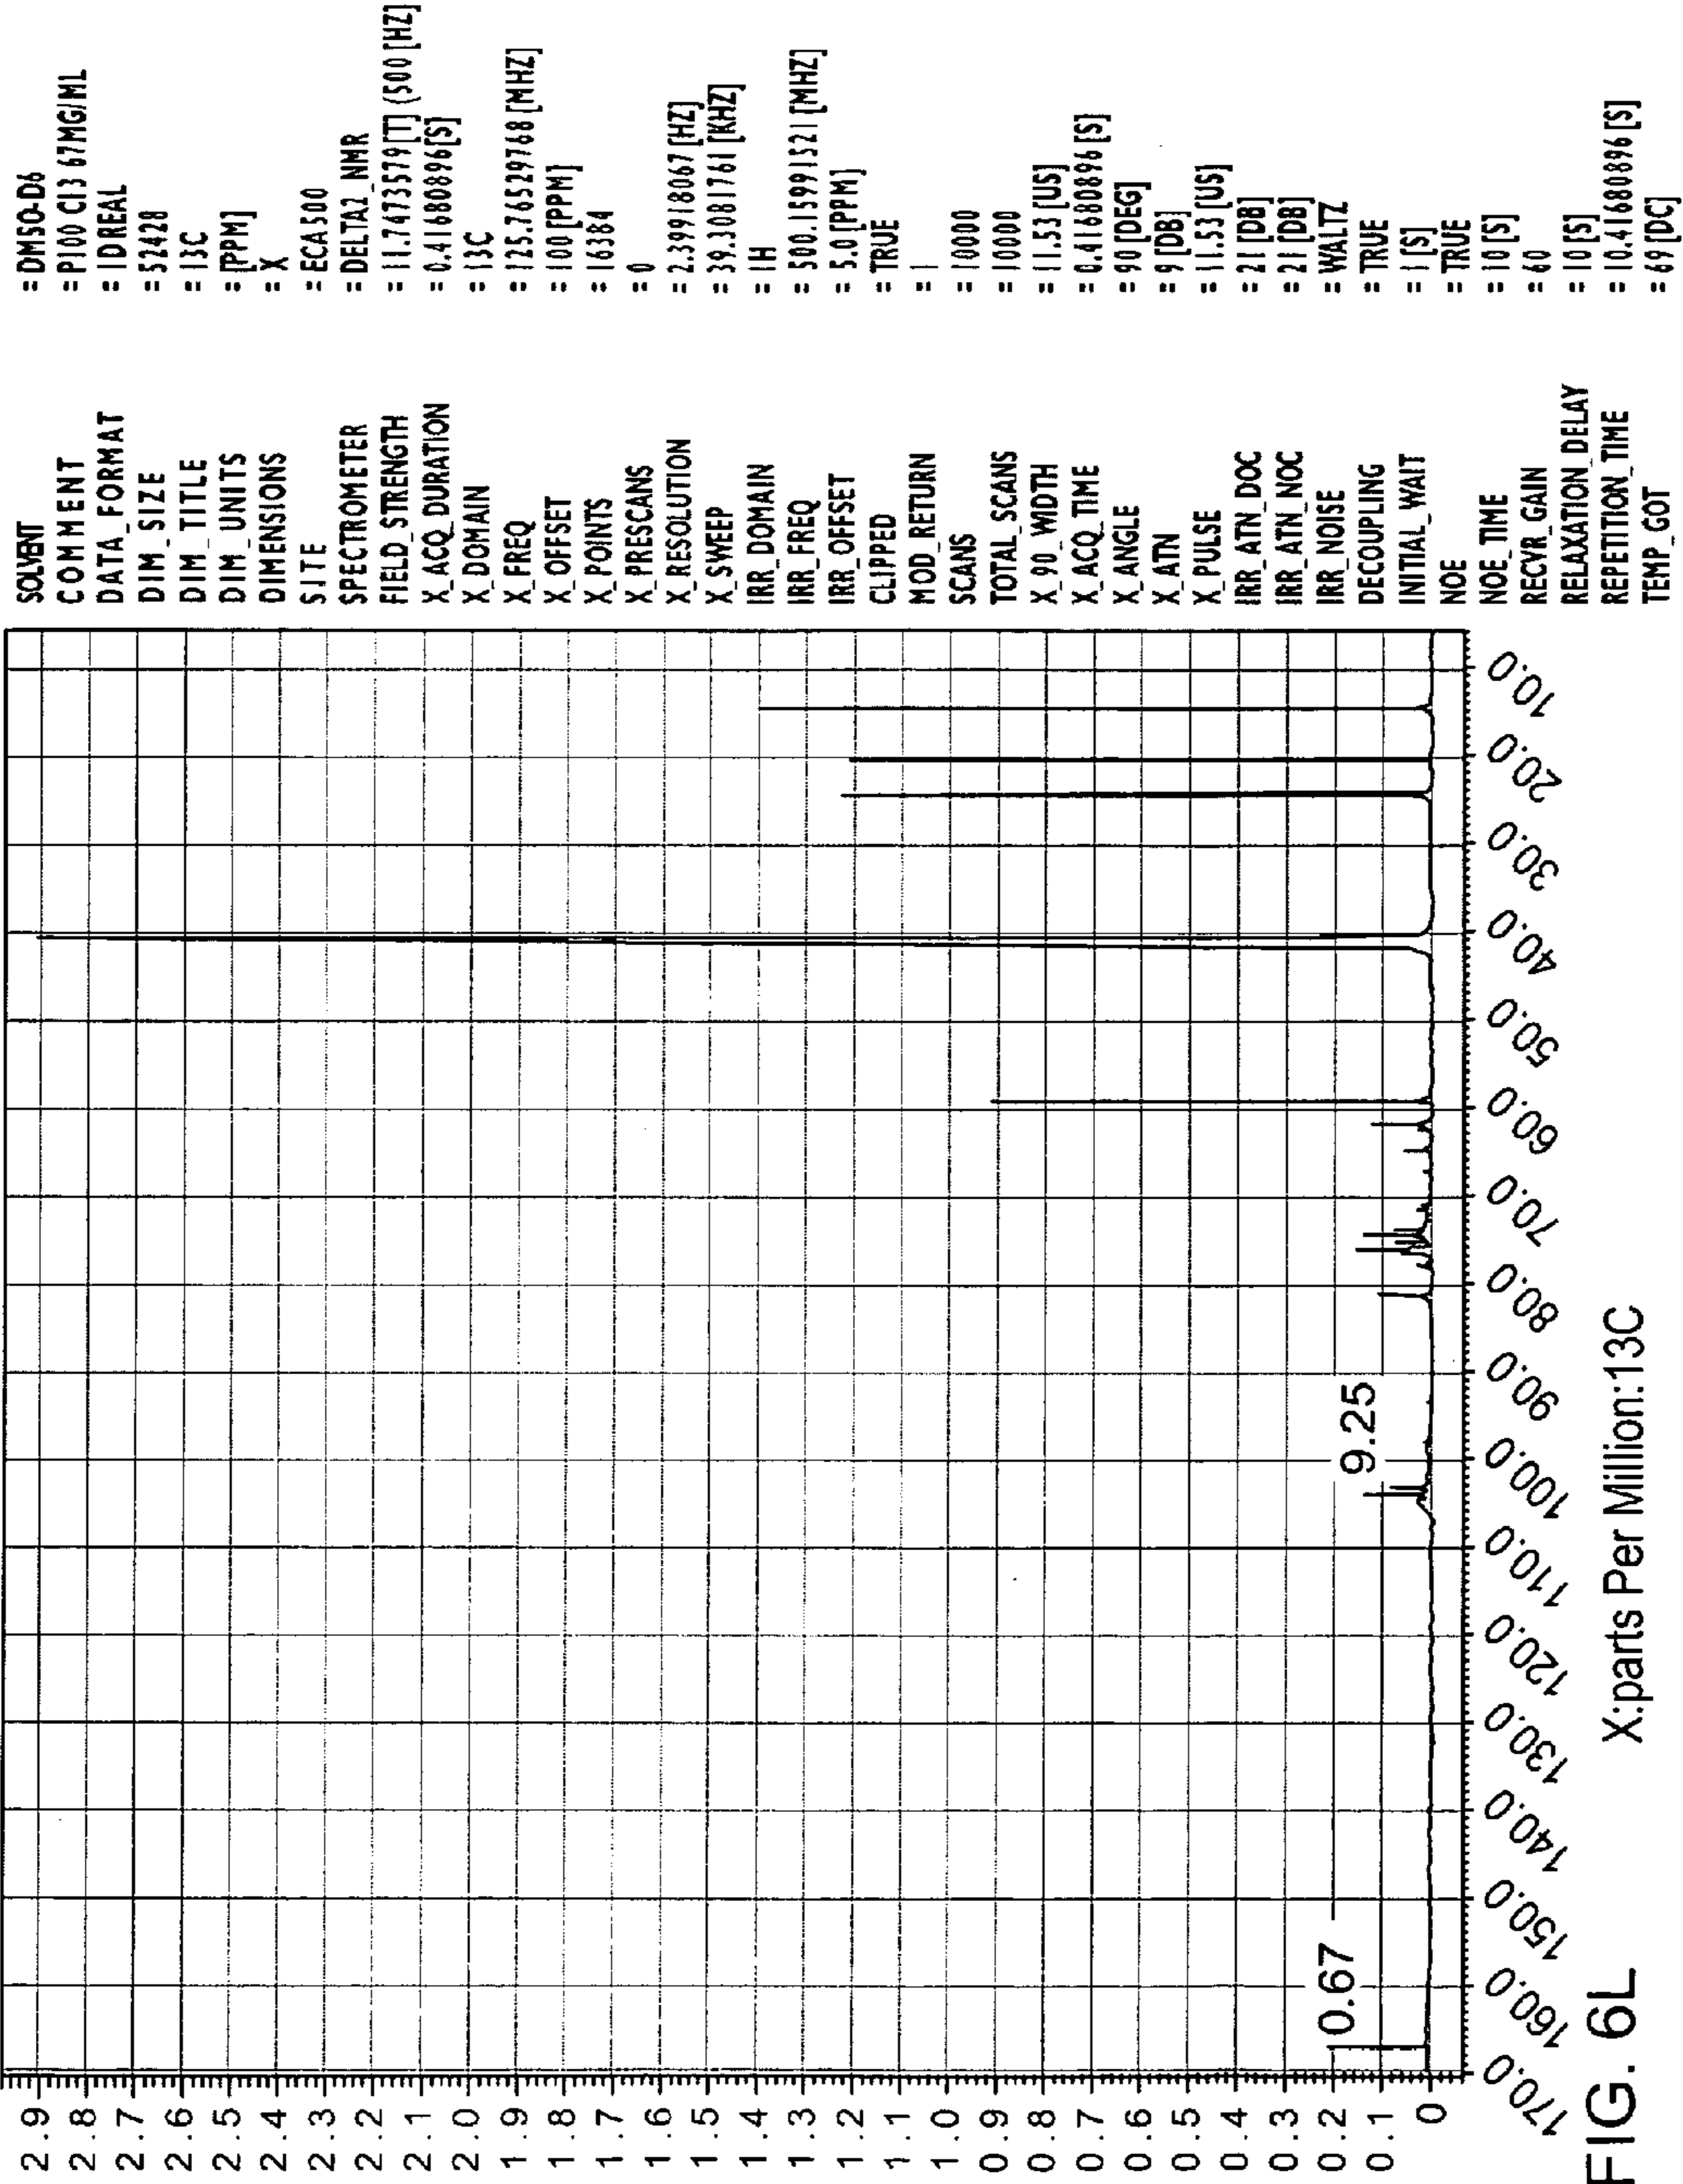 SOLVENT = DMSO-D6
COMMENT = P100 C13 67MG/ML
DATA_FORMAT = 1DREAL
DIM_SIZE = 52428
DIM_TITLE = 13C
DIM_UNITS = [PPM]
DIMENSIONS = X
SITE = ECA500
SPECTROMETER = DELTA2_NMR
FIELD_STRENGTH = 11.7473579[T] (500[HZ]
X_ACQ_DURATION = 0.41680896[S]
X_DOMAIN = 13C
X_FREQ = 125.76529768[MHZ]
X_OFFSET = 100[PPM]
X_POINTS = 16384
X_PRESCANS = 0
X_RESOLUTION = 2.39918067[HZ]
X_SWEEP = 39.3081761[KHZ]
IRR_DOMAIN = 1H
IRR_FREQ = 500.15991521[MHZ]
IRR_OFFSET = 5.0[PPM]
CLIPPED = TRUE
MOD_RETURN = 1
SCANS = 10000
TOTAL_SCANS = 10000
X_90_WIDTH = 11.53[US]
X_ACQ_TIME = 0.41680896[S]
X_ANGLE = 90[DEG]
X_ATN = 9[DB]
X_PULSE = 11.53[US]
IRR_ATN_DOC = 21[DB]
IRR_ATN_NOC = 21[DB]
IRR_NOISE = WALTZ
DECOUPLING = TRUE
INITIAL_WAIT = 1[S]
NOE = TRUE
NOE_TIME = 10[S]
RECVR_GAIN = 60
RELAXATION_DELAY = 10[S]
REPETITION_TIME = 10.41680896[S]
TEMP_GOT = 69[DC]
2.9
2.8
2.7
2.6
2.5
2.4
2.3
2.2
2.1
2.0
1.9
1.8
1.7
1.6
1.5
1.4
1.3
1.2
1.1
1.0
0.9
0.8
0.7
0.6
0.5
0.4
0.3
0.2
0.1
0
0.67
9.25
170.0 160.0 150.0 140.0 130.0 120.0 110.0 100.0 90.0 80.0 70.0 60.0 50.0 40.0 30.0 20.0 10.0
X:parts Per Million:13C
FIG. 6L